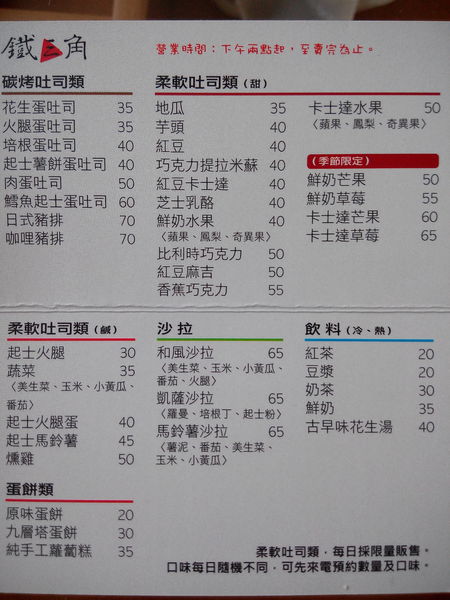 鐵三角
營業時間：下午兩點起，至賣完為止。
碳烤吐司類
花生蛋吐司 35
火腿蛋吐司 35
培根蛋吐司 40
起士薯餅蛋吐司 40
肉蛋吐司 50
鱈魚起士蛋吐司 60
日式豬排 70
咖哩豬排 70
柔軟吐司類（甜）
地瓜 35
芋頭 40
紅豆 40
巧克力提拉米蘇 40
紅豆卡士達 40
芝士乳酪 40
鮮奶水果 40
〈蘋果、鳳梨、奇異果〉
比利時巧克力 50
紅豆麻吉 50
香蕉巧克力 55
卡士達水果 50
〈蘋果、鳳梨、奇異果〉
（季節限定）
鮮奶芒果 50
鮮奶草莓 55
卡士達芒果 60
卡士達草莓 65
柔軟吐司類（鹹）
起士火腿 30
蔬菜 35
〈美生菜、玉米、小黃瓜、
番茄〉
起士火腿蛋 40
起士馬鈴薯 45
燻雞 50
蛋餅類
原味蛋餅 20
九層塔蛋餅 30
純手工蘿蔔糕 35
沙拉
和風沙拉 65
〈美生菜、玉米、小黃瓜、
番茄、火腿〉
凱薩沙拉 65
〈羅曼、培根丁、起士粉〉
馬鈴薯沙拉 65
〈薯泥、番茄、美生菜、
玉米、小黃瓜〉
飲料（冷、熱）
紅茶 20
豆漿 20
奶茶 30
鮮奶 35
古早味花生湯 40
柔軟吐司類，每日採限量販售。
口味每日隨機不同，可先來電預約數量及口味。